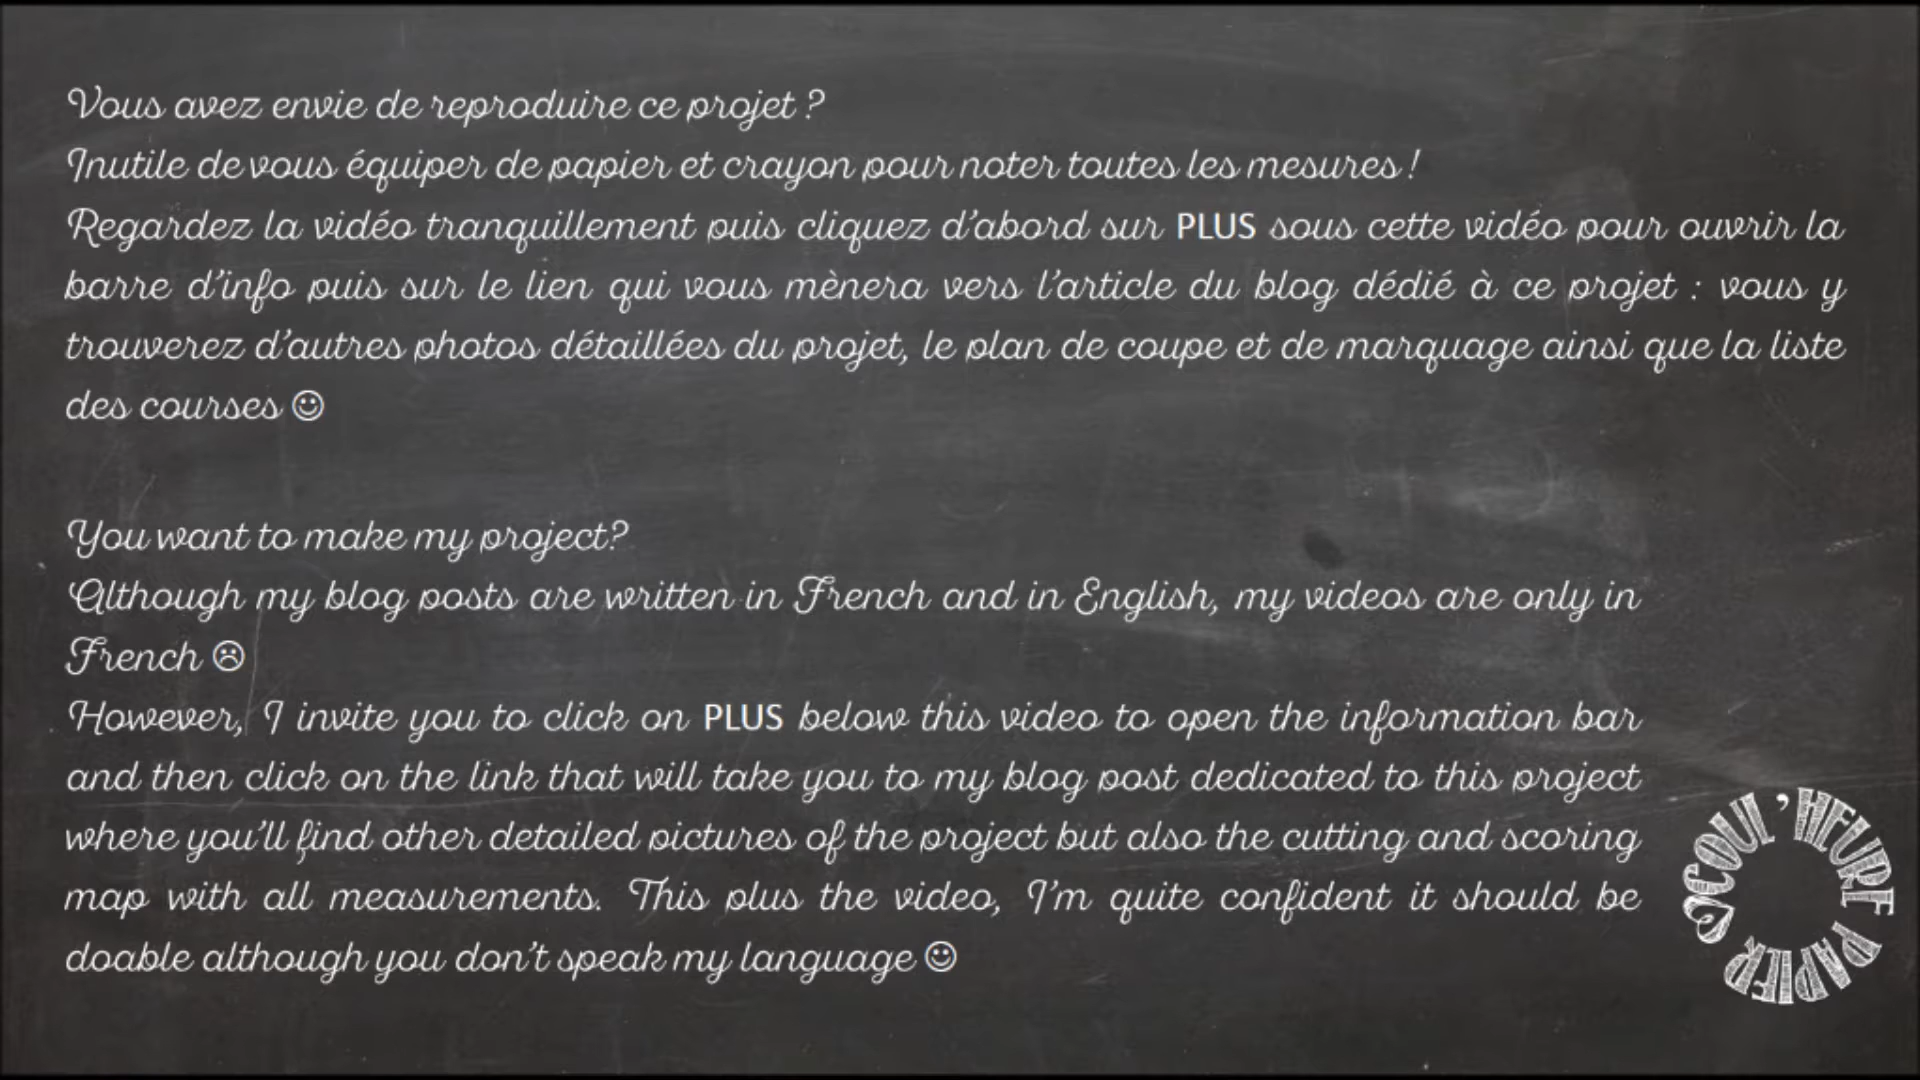 Vous avez envie de reproduire ce projet ?
Inutile de vous équiper de papier et crayon pour noter toutes les mesures !
Regardez la vidéo tranquillement puis cliquez d'abord sur PLUS sous cette vidéo pour ouvrir la
barre d'info puis sur le lien qui vous mènera vers l'article du blog dédié à ce projet : vous y
trouverez d'autres photos détaillées du projet, le plan de coupe et de marquage ainsi que la liste
des courses ☺
You want to make my project?
Although my blog posts are written in French and in English, my videos are only in
French ☹
However, I invite you to click on PLUS below this video to open the information bar
and then click on the link that will take you to my blog post dedicated to this project
where you'll find other detailed pictures of the project but also the cutting and scoring
map with all measurements. This plus the video, I'm quite confident it should be
doable although you don't speak my language ☺
SCOUL'HEURE PAPIER